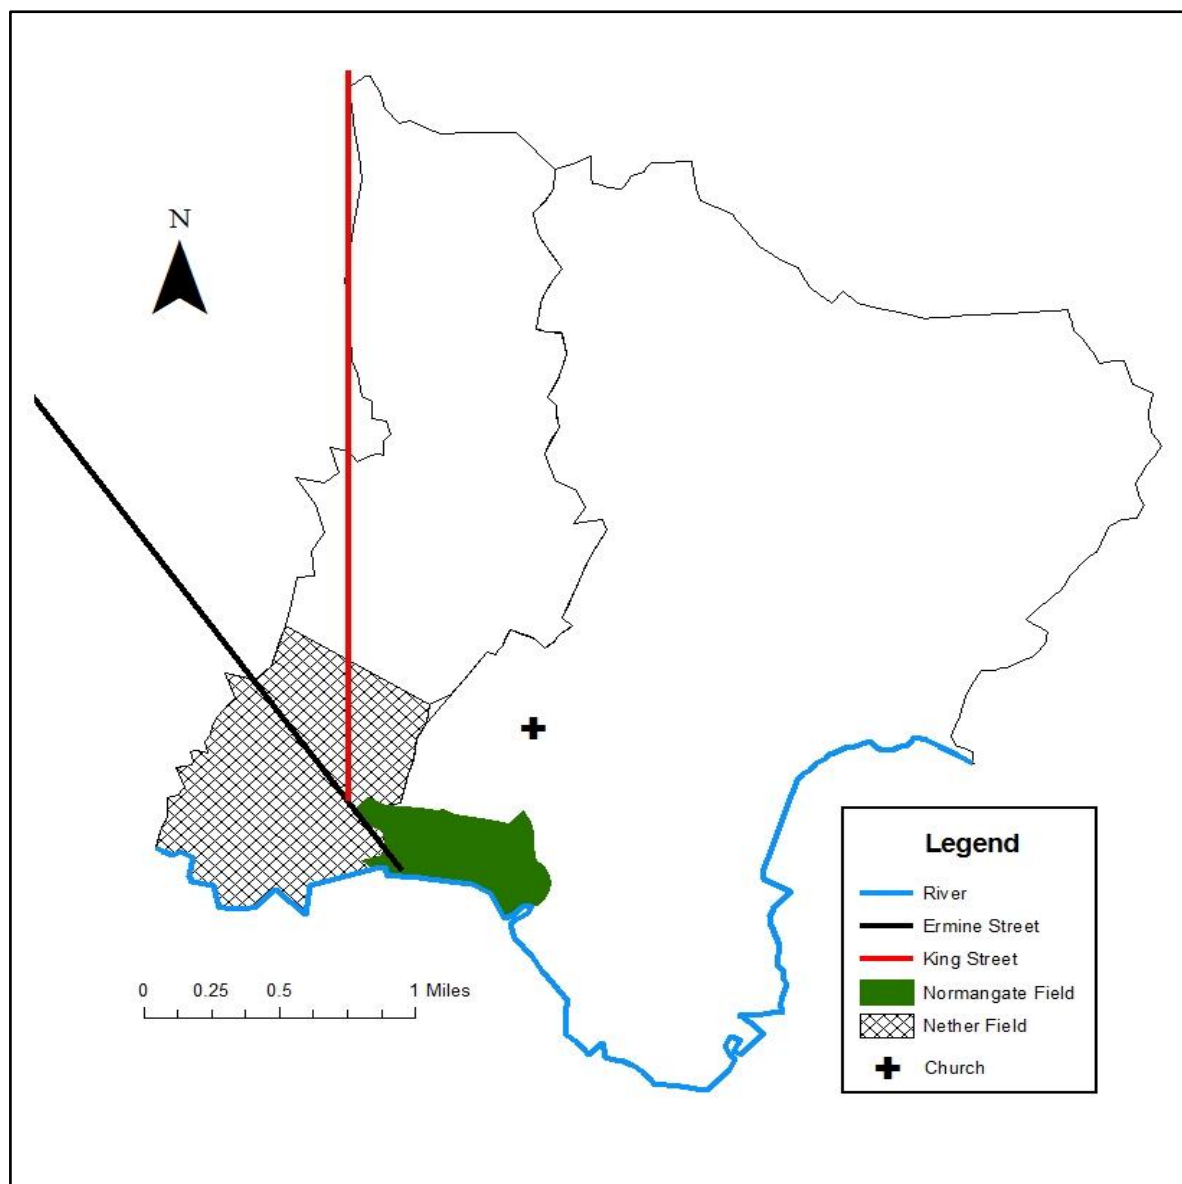 N
0 0.25 0.5 1 Miles
Legend
River
Ermine Street
King Street
Normangate Field
Nether Field
Church